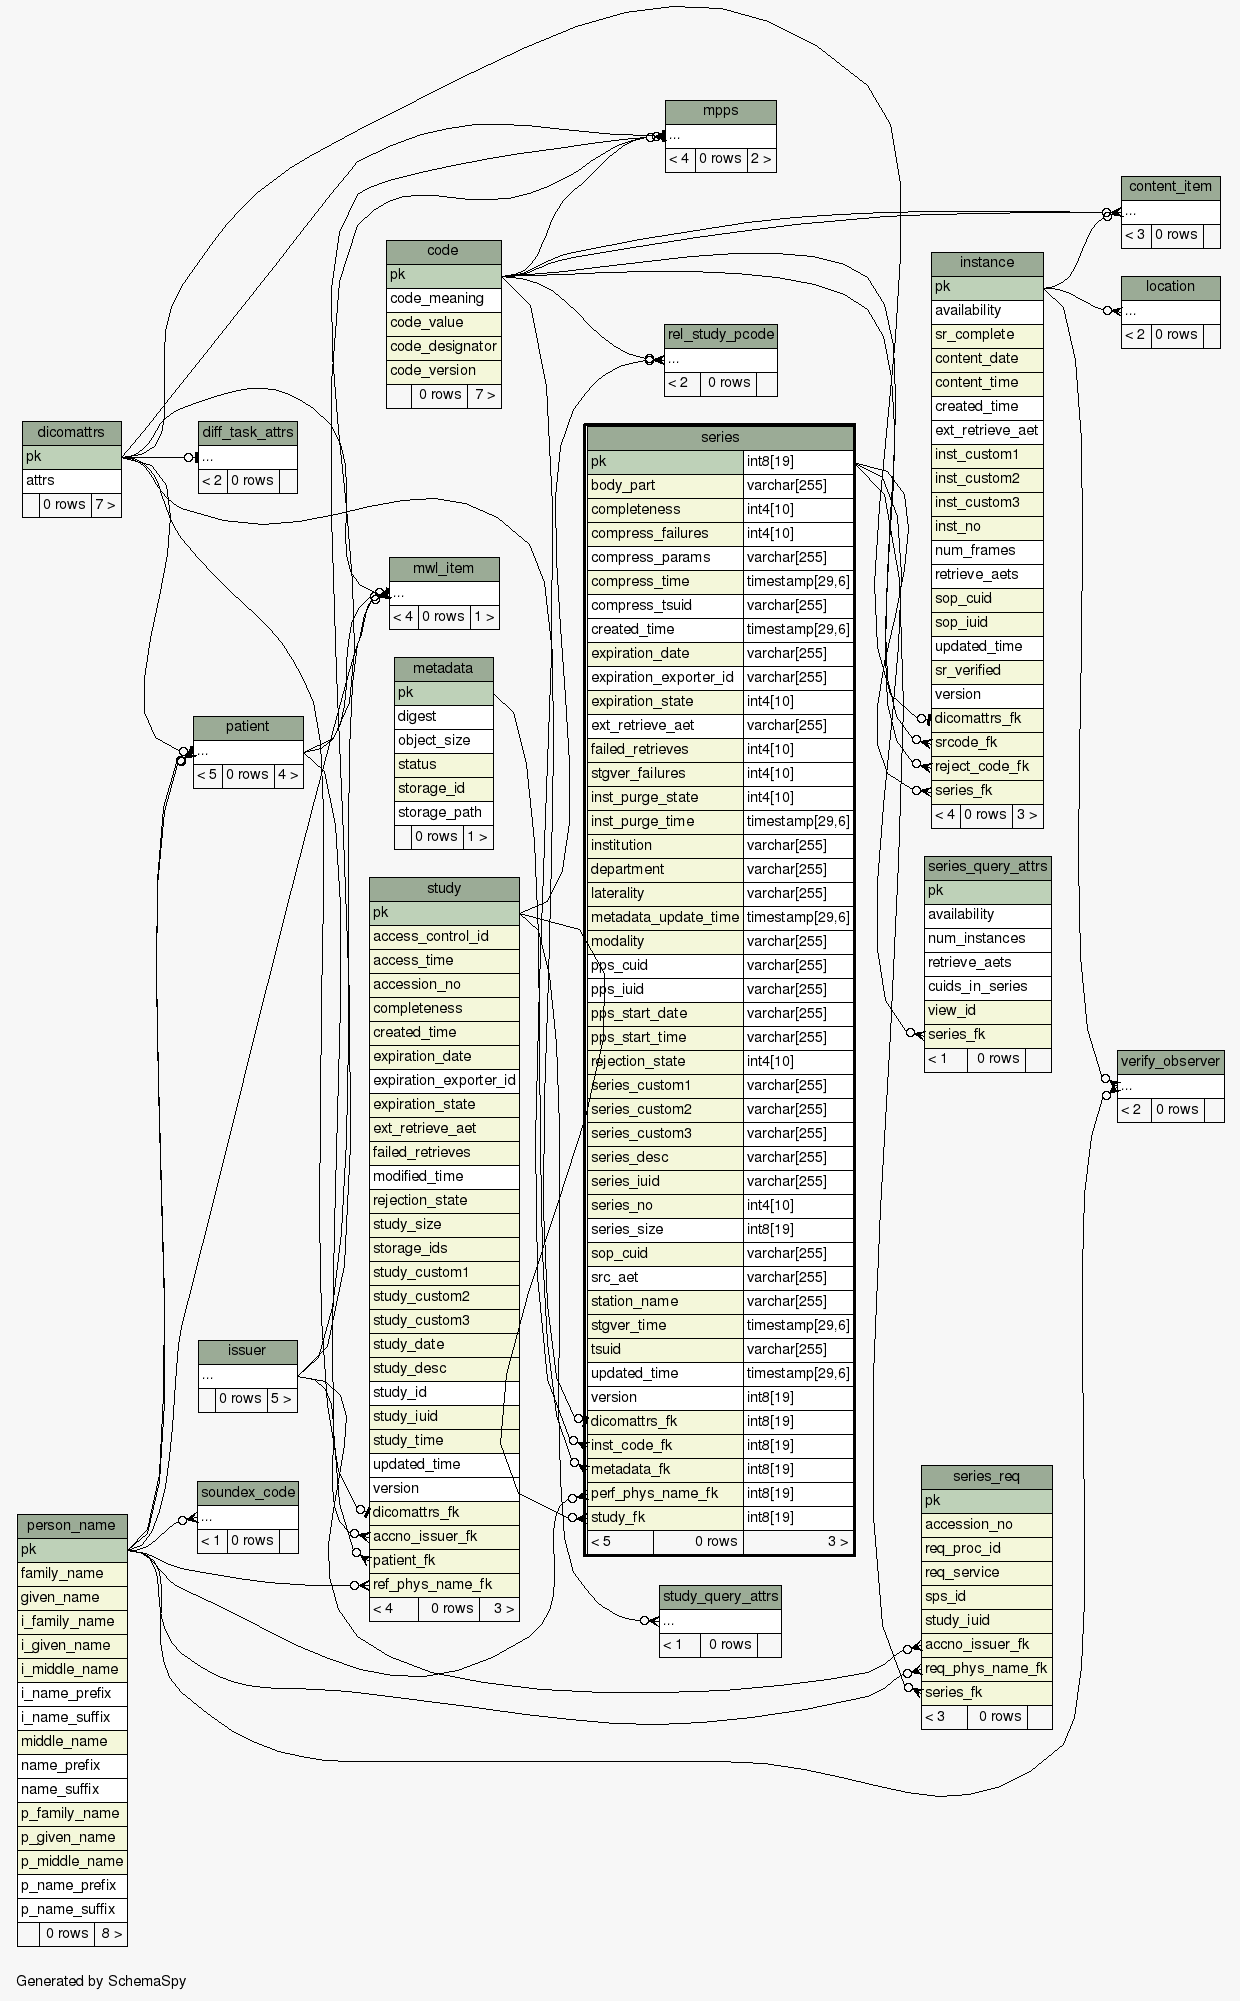 mpps
...
< 4 0 rows 2 >
content_item
...
< 3 0 rows
code
pk
code_meaning
code_value
code_designator
code_version
0 rows 7 >
instance
pk
availability
sr_complete
content_date
content_time
created_time
ext_retrieve_aet
inst_custom1
inst_custom2
inst_custom3
inst_no
num_frames
retrieve_aets
sop_cuid
sop_iuid
updated_time
sr_verified
version
dicomattrs_fk
srcode_fk
reject_code_fk
series_fk
< 4 0 rows 3 >
location
...
< 2 0 rows
rel_study_pcode
...
< 2 0 rows
dicomattrs
pk
attrs
0 rows 7 >
diff_task_attrs
...
< 2 0 rows
series
pk int8[19]
body_part varchar[255]
completeness int4[10]
compress_failures int4[10]
compress_params varchar[255]
compress_time timestamp[29,6]
compress_tsuid varchar[255]
created_time timestamp[29,6]
expiration_date varchar[255]
expiration_exporter_id varchar[255]
expiration_state int4[10]
ext_retrieve_aet varchar[255]
failed_retrieves int4[10]
stgver_failures int4[10]
inst_purge_state int4[10]
inst_purge_time timestamp[29,6]
institution varchar[255]
department varchar[255]
laterality varchar[255]
metadata_update_time timestamp[29,6]
modality varchar[255]
pps_cuid varchar[255]
pps_iuid varchar[255]
pps_start_date varchar[255]
pps_start_time varchar[255]
rejection_state int4[10]
series_custom1 varchar[255]
series_custom2 varchar[255]
series_custom3 varchar[255]
series_desc varchar[255]
series_iuid varchar[255]
series_no int4[10]
series_size int8[19]
sop_cuid varchar[255]
src_aet varchar[255]
station_name varchar[255]
stgver_time timestamp[29,6]
tsuid varchar[255]
updated_time timestamp[29,6]
version int8[19]
dicomattrs_fk int8[19]
inst_code_fk int8[19]
metadata_fk int8[19]
perf_phys_name_fk int8[19]
study_fk int8[19]
< 5 0 rows 3 >
mwl_item
...
< 4 0 rows 1 >
metadata
pk
digest
object_size
status
storage_id
storage_path
0 rows 1 >
patient
...
< 5 0 rows 4 >
study
pk
access_control_id
access_time
accession_no
completeness
created_time
expiration_date
expiration_exporter_id
expiration_state
ext_retrieve_aet
failed_retrieves
modified_time
rejection_state
study_size
storage_ids
study_custom1
study_custom2
study_custom3
study_date
study_desc
study_id
study_iuid
study_time
updated_time
version
dicomattrs_fk
accno_issuer_fk
patient_fk
ref_phys_name_fk
< 4 0 rows 3 >
series_query_attrs
pk
availability
num_instances
retrieve_aets
cuids_in_series
view_id
series_fk
< 1 0 rows
verify_observer
...
< 2 0 rows
issuer
...
0 rows 5 >
soundex_code
...
< 1 0 rows
person_name
pk
family_name
given_name
i_family_name
i_given_name
i_middle_name
i_name_prefix
i_name_suffix
middle_name
name_prefix
name_suffix
p_family_name
p_given_name
p_middle_name
p_name_prefix
p_name_suffix
0 rows 8 >
study_query_attrs
...
< 1 0 rows
series_req
pk
accession_no
req_proc_id
req_service
sps_id
study_iuid
accno_issuer_fk
req_phys_name_fk
series_fk
< 3 0 rows
Generated by SchemaSpy